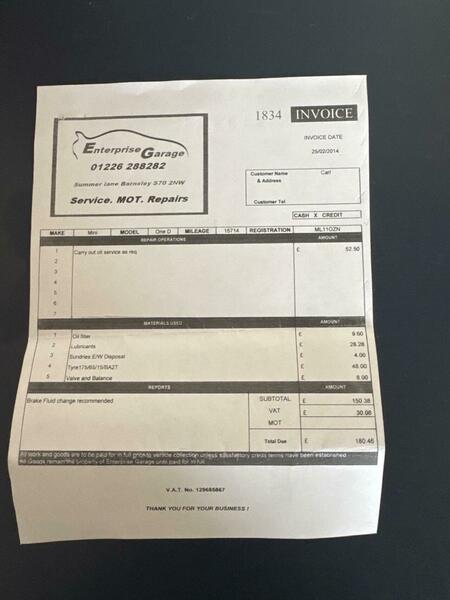 1834 INVOICE
Enterprise Garage
01226 288282
Summer lane Barnsley S70 2NW
Service. MOT. Repairs
INVOICE DATE
25/02/2014
Customer Name & Address Carl
Customer Tel
CASH X CREDIT
MAKE Mini MODEL One D MILEAGE 15714 REGISTRATION ML11OZN
REPAIR OPERATIONS AMOUNT
1 Carry out oil service as req £ 52.50
2
3
4
5
6
7
MATERIALS USED AMOUNT
1 Oil filter £ 9.60
2 Lubricants £ 28.28
3 Sundries E/W Disposal £ 4.00
4 Tyre175/65/15/BA2T £ 48.00
5 Valve and Balance £ 8.00
REPORTS AMOUNT
Brake Fluid change recommended
SUBTOTAL £ 150.38
VAT £ 30.08
MOT
Total Due £ 180.46
All work and goods are to be paid for in full prior to vehicle collection unless satisfactory credit terms have been established
All Goods remain the property of Enterprise Garage until paid for in full
V.A.T. No. 129685867
THANK YOU FOR YOUR BUSINESS !